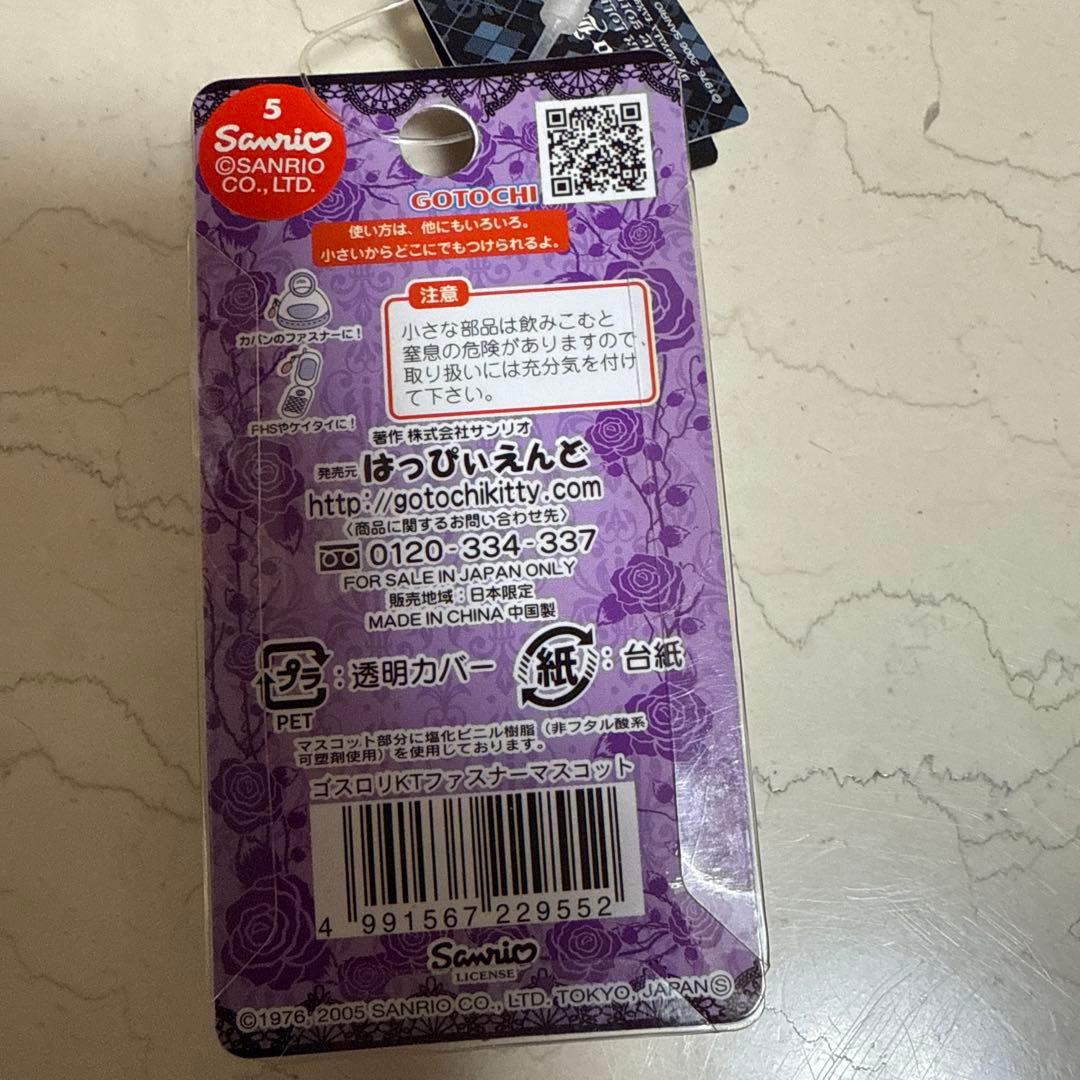 ©1976, 2006 SANRIO
5
Sanrio
©SANRIO
CO., LTD.
GOTOCHI
使い方は、他にもいろいろ。
小さいからどこにでもつけられるよ。
カバンのファスナーに!
FHSやケイタイに!
注意
小さな部品は飲みこむと
窒息の危険がありますので、
取り扱いには充分気を付け
て下さい。
著作 株式会社サンリオ
発売元 はっぴぃえんど
http://gotochikitty.com
〈商品に関するお問い合わせ先〉
0120-334-337
FOR SALE IN JAPAN ONLY
販売地域:日本限定
MADE IN CHINA 中国製
プラ:透明カバー
PET
紙:台紙
マスコット部分に塩化ビニル樹脂(非フタル酸系
可塑剤使用)を使用しております。
ゴスロリKTファスナーマスコット
4 991567 229552
Sanrio
LICENSE
©1976, 2005 SANRIO CO., LTD. TOKYO, JAPAN Ⓢ